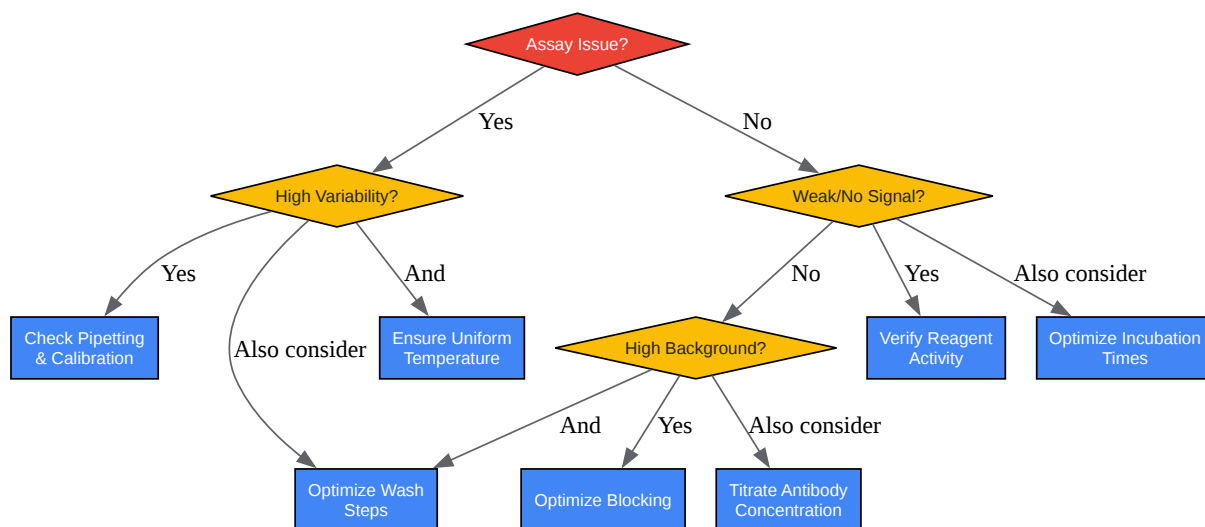 Assay Issue?
Yes
No
High Variability?
Weak/No Signal?
Yes
And
No
Yes
Also consider
Check Pipetting
& Calibration
Also consider
Ensure Uniform
Temperature
High Background?
Verify Reagent
Activity
Optimize Incubation
Times
And
Yes
Also consider
Optimize Wash
Steps
Optimize Blocking
Titrate Antibody
Concentration